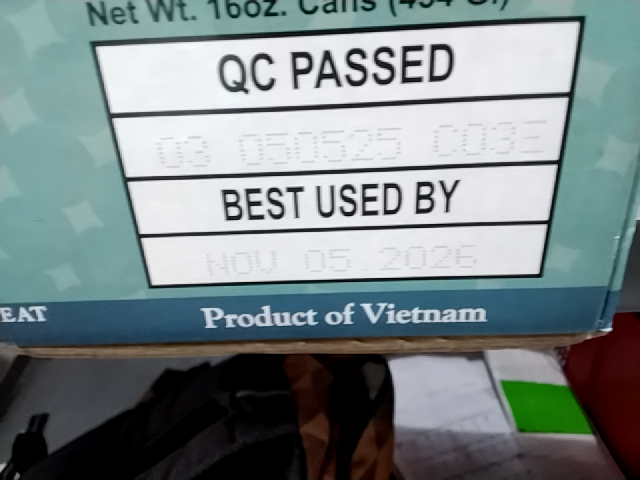 Net Wt. 16oz. Cans (454 G.)
QC PASSED
03 050525 C03E
BEST USED BY
NOV 05 2026
EAT
Product of Vietnam